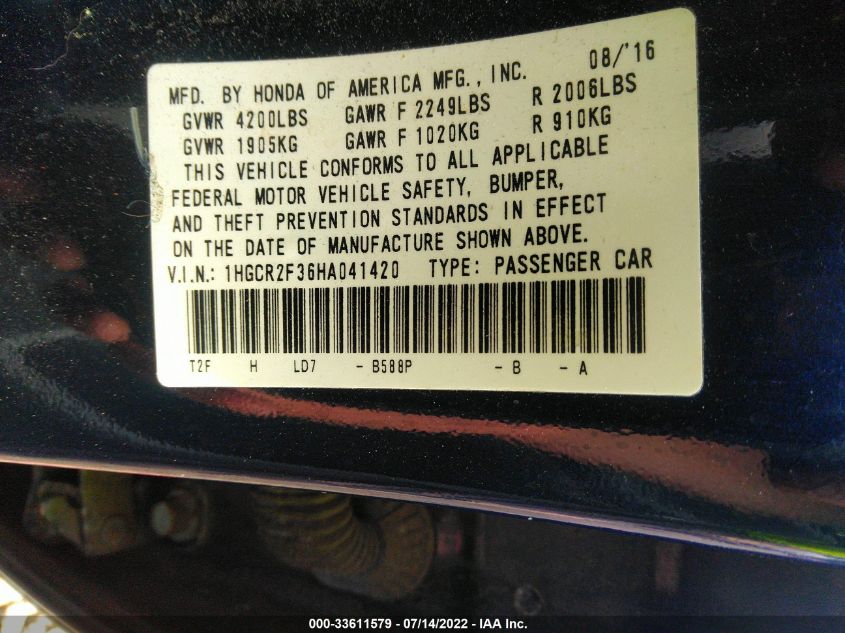 MFD. BY HONDA OF AMERICA MFG., INC. 08/'16
GVWR 4200LBS GAWR F 2249LBS R 2006LBS
GVWR 1905KG GAWR F 1020KG R 910KG
THIS VEHICLE CONFORMS TO ALL APPLICABLE
FEDERAL MOTOR VEHICLE SAFETY, BUMPER,
AND THEFT PREVENTION STANDARDS IN EFFECT
ON THE DATE OF MANUFACTURE SHOWN ABOVE.
V.I.N.: 1HGCR2F36HA041420 TYPE: PASSENGER CAR
T2F H LD7 - B588P - B - A
000-33611579 / 07/14/2022 - IAA Inc.